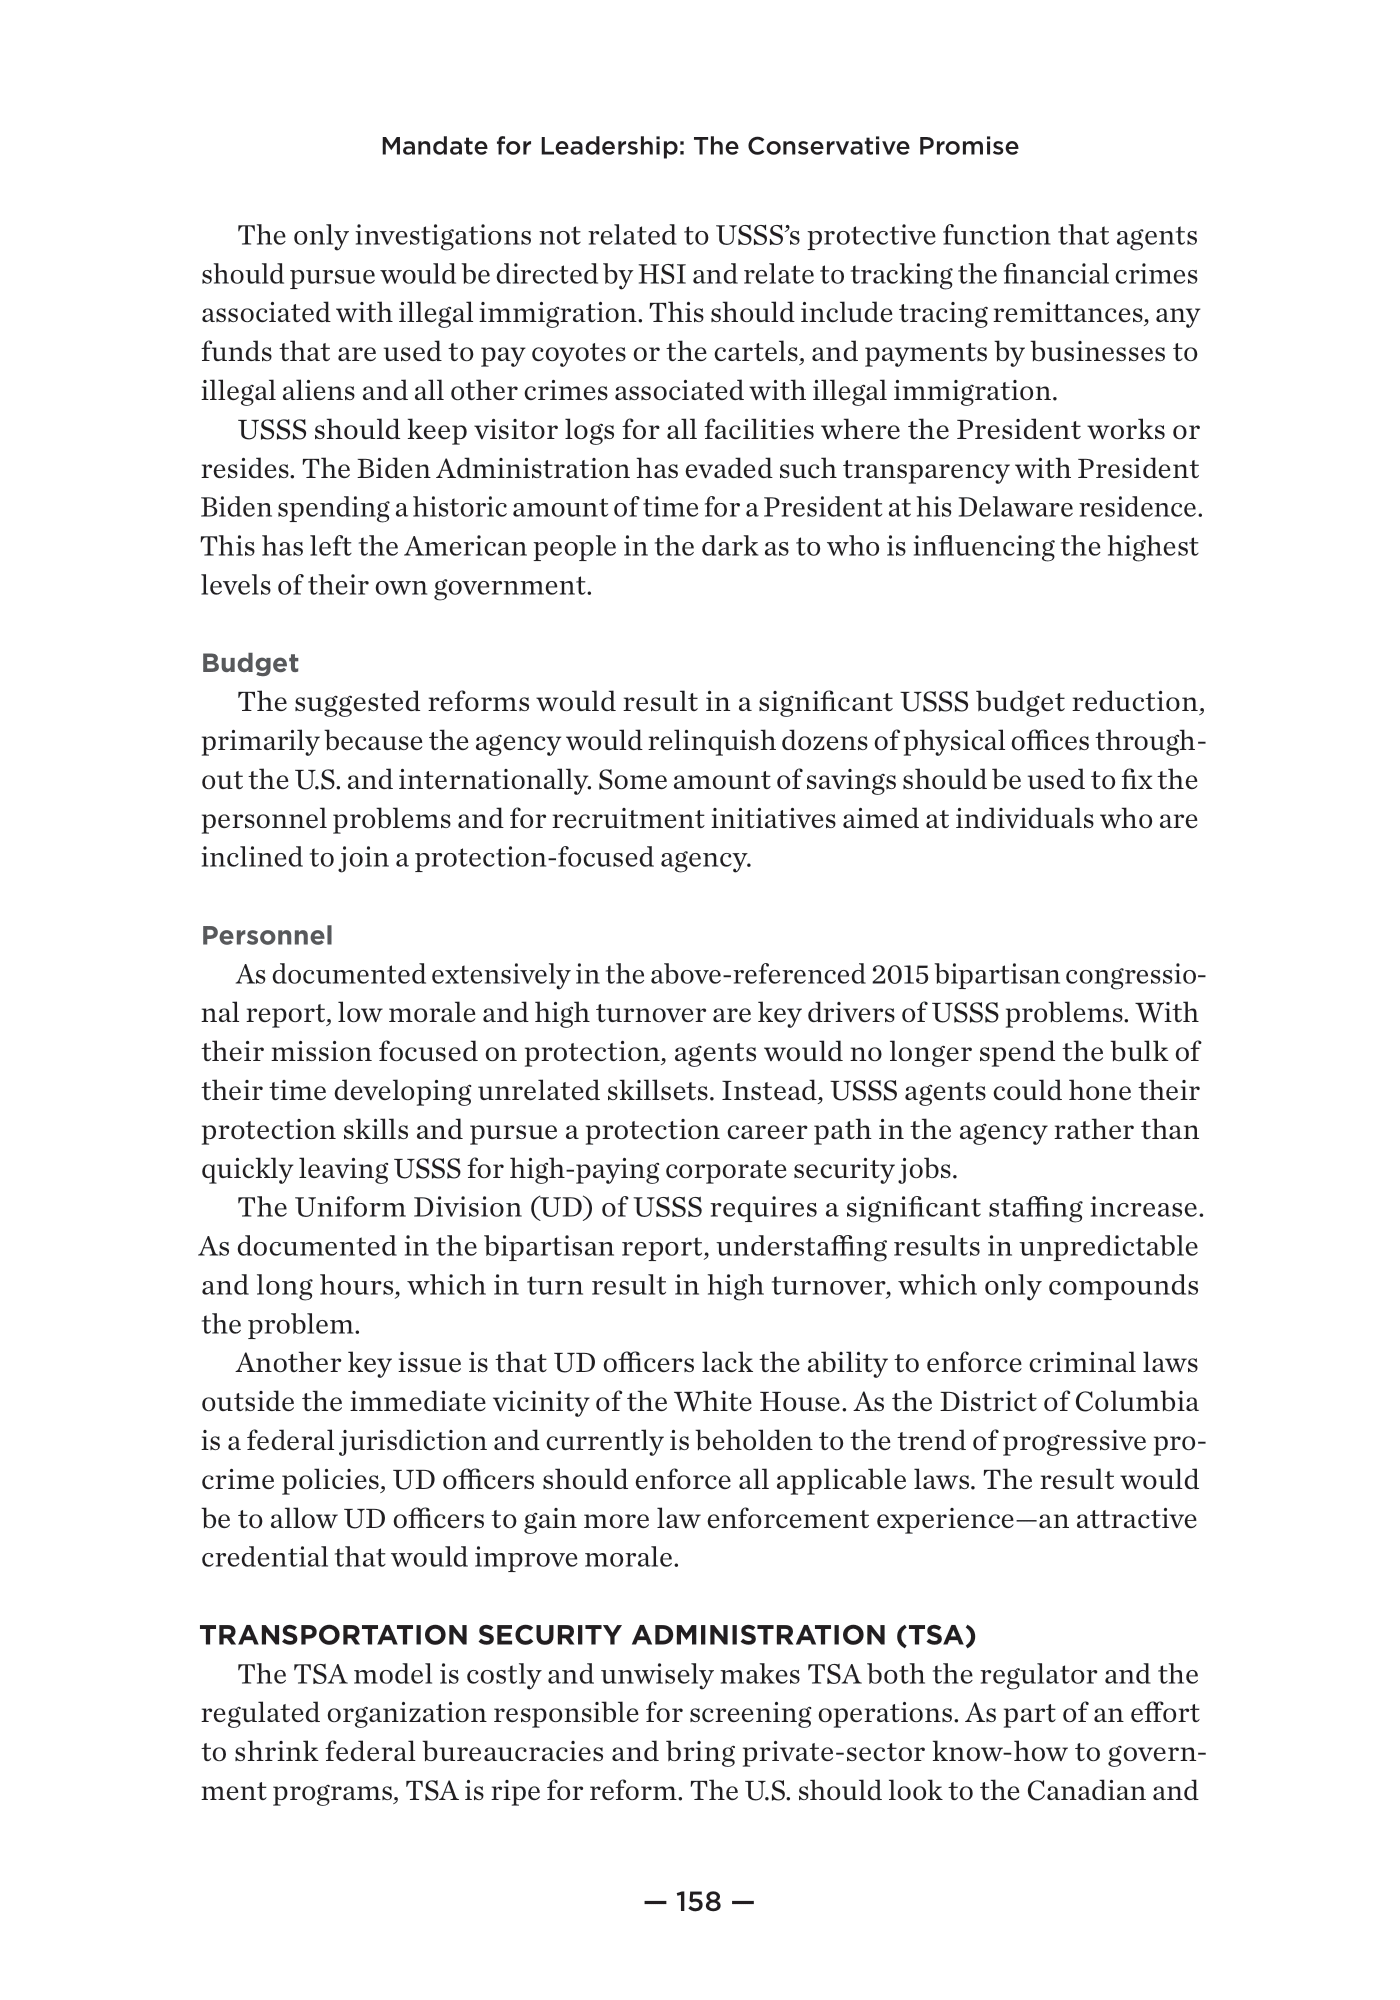 Mandate for Leadership: The Conservative Promise
The only investigations not related to USSS’s protective function that agents
should pursue would be directed by HSI and relate to tracking the financial crimes
associated with illegal immigration. This should include tracing remittances, any
funds that are used to pay coyotes or the cartels, and payments by businesses to
illegal aliens and all other crimes associated with illegal immigration.
USSS should keep visitor logs for all facilities where the President works or
resides. The Biden Administration has evaded such transparency with President
Biden spending a historic amount of time for a President at his Delaware residence.
This has left the American people in the dark as to who is influencing the highest
levels of their own government.
Budget
The suggested reforms would result in a significant USSS budget reduction,
primarily because the agency would relinquish dozens of physical offices through-
out the U.S. and internationally. Some amount of savings should be used to fix the
personnel problems and for recruitment initiatives aimed at individuals who are
inclined to join a protection-focused agency.
Personnel
As documented extensively in the above-referenced 2015 bipartisan congressio-
nal report, low morale and high turnover are key drivers of USSS problems. With
their mission focused on protection, agents would no longer spend the bulk of
their time developing unrelated skillsets. Instead, USSS agents could hone their
protection skills and pursue a protection career path in the agency rather than
quickly leaving USSS for high-paying corporate security jobs.
The Uniform Division (UD) of USSS requires a significant staffing increase.
As documented in the bipartisan report, understaffing results in unpredictable
and long hours, which in turn result in high turnover, which only compounds
the problem.
Another key issue is that UD officers lack the ability to enforce criminal laws
outside the immediate vicinity of the White House. As the District of Columbia
is a federal jurisdiction and currently is beholden to the trend of progressive pro-
crime policies, UD officers should enforce all applicable laws. The result would
be to allow UD officers to gain more law enforcement experience—an attractive
credential that would improve morale.
TRANSPORTATION SECURITY ADMINISTRATION (TSA)
The TSA model is costly and unwisely makes TSA both the regulator and the
regulated organization responsible for screening operations. As part of an effort
to shrink federal bureaucracies and bring private-sector know-how to govern-
ment programs, TSA is ripe for reform. The U.S. should look to the Canadian and
— 158 —